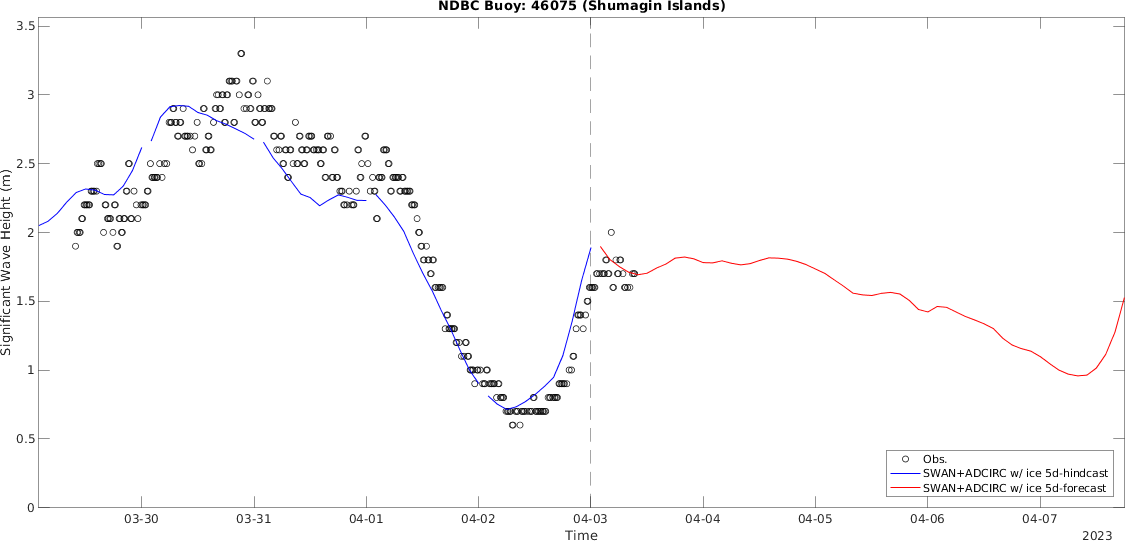 NDBC Buoy: 46075 (Shumagin Islands)
3.5
3
2.5
2
1.5
1
0.5
0
Significant Wave Height (m)
Obs.
SWAN+ADCIRC w/ ice 5d-hindcast
SWAN+ADCIRC w/ ice 5d-forecast
03-30 03-31 04-01 04-02 04-03 04-04 04-05 04-06 04-07
Time
2023